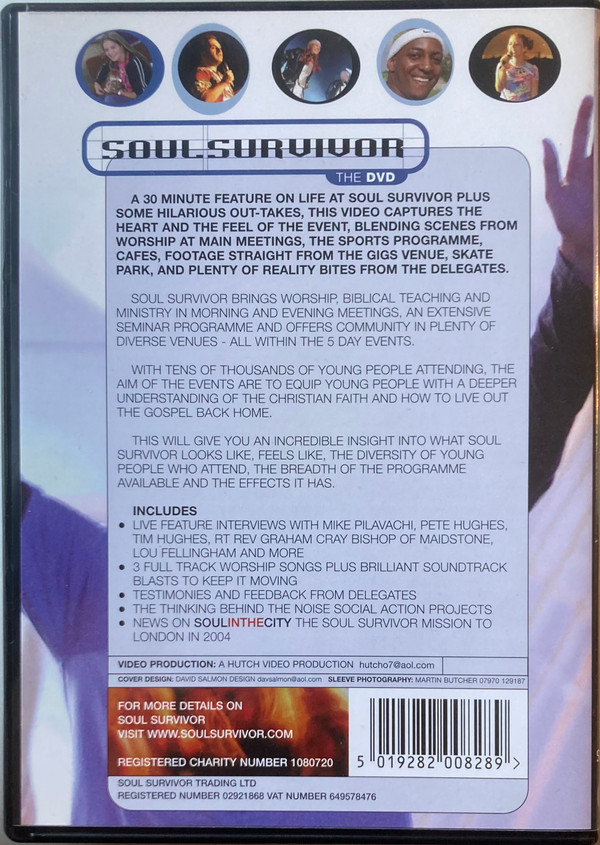 SOUL SURVIVOR
THE DVD
A 30 MINUTE FEATURE ON LIFE AT SOUL SURVIVOR PLUS
SOME HILARIOUS OUT-TAKES, THIS VIDEO CAPTURES THE
HEART AND THE FEEL OF THE EVENT, BLENDING SCENES FROM
WORSHIP AT MAIN MEETINGS, THE SPORTS PROGRAMME,
CAFES, FOOTAGE STRAIGHT FROM THE GIGS VENUE, SKATE
PARK, AND PLENTY OF REALITY BITES FROM THE DELEGATES.
SOUL SURVIVOR BRINGS WORSHIP, BIBLICAL TEACHING AND
MINISTRY IN MORNING AND EVENING MEETINGS, AN EXTENSIVE
SEMINAR PROGRAMME AND OFFERS COMMUNITY IN PLENTY OF
DIVERSE VENUES - ALL WITHIN THE 5 DAY EVENTS.
WITH TENS OF THOUSANDS OF YOUNG PEOPLE ATTENDING, THE
AIM OF THE EVENTS ARE TO EQUIP YOUNG PEOPLE WITH A DEEPER
UNDERSTANDING OF THE CHRISTIAN FAITH AND HOW TO LIVE OUT
THE GOSPEL BACK HOME.
THIS WILL GIVE YOU AN INCREDIBLE INSIGHT INTO WHAT SOUL
SURVIVOR LOOKS LIKE, FEELS LIKE, THE DIVERSITY OF YOUNG
PEOPLE WHO ATTEND, THE BREADTH OF THE PROGRAMME
AVAILABLE AND THE EFFECTS IT HAS.
INCLUDES
• LIVE FEATURE INTERVIEWS WITH MIKE PILAVACHI, PETE HUGHES,
TIM HUGHES, RT REV GRAHAM CRAY BISHOP OF MAIDSTONE,
LOU FELLINGHAM AND MORE
• 3 FULL TRACK WORSHIP SONGS PLUS BRILLIANT SOUNDTRACK
BLASTS TO KEEP IT MOVING
• TESTIMONIES AND FEEDBACK FROM DELEGATES
• THE THINKING BEHIND THE NOISE SOCIAL ACTION PROJECTS
• NEWS ON SOULINTHECITY THE SOUL SURVIVOR MISSION TO
LONDON IN 2004
VIDEO PRODUCTION: A HUTCH VIDEO PRODUCTION hutcho7@aol.com
COVER DESIGN: DAVID SALMON DESIGN davsalmon@aol.com SLEEVE PHOTOGRAPHY: MARTIN BUTCHER 07970 129187
FOR MORE DETAILS ON
SOUL SURVIVOR
VISIT WWW.SOULSURVIVOR.COM
REGISTERED CHARITY NUMBER 1080720
5 019282 008289 >
SOUL SURVIVOR TRADING LTD
REGISTERED NUMBER 02921868 VAT NUMBER 649578476